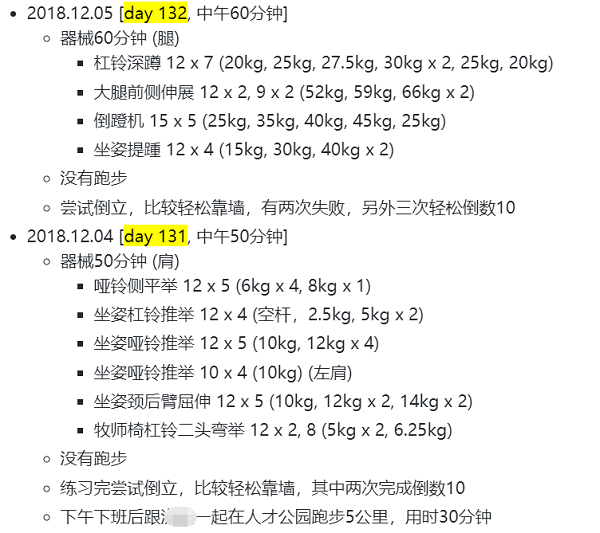 2018.12.05 [day 132, 中午60分钟]
器械60分钟 (腿)
杠铃深蹲 12 x 7 (20kg, 25kg, 27.5kg, 30kg x 2, 25kg, 20kg)
大腿前侧伸展 12 x 2, 9 x 2 (52kg, 59kg, 66kg x 2)
倒蹬机 15 x 5 (25kg, 35kg, 40kg, 45kg, 25kg)
坐姿提踵 12 x 4 (15kg, 30kg, 40kg x 2)
没有跑步
尝试倒立，比较轻松靠墙，有两次失败，另外三次轻松倒数10
2018.12.04 [day 131, 中午50分钟]
器械50分钟 (肩)
哑铃侧平举 12 x 5 (6kg x 4, 8kg x 1)
坐姿杠铃推举 12 x 4 (空杆，2.5kg, 5kg x 2)
坐姿哑铃推举 12 x 5 (10kg, 12kg x 4)
坐姿哑铃推举 10 x 4 (10kg) (左肩)
坐姿颈后臂屈伸 12 x 5 (10kg, 12kg x 2, 14kg x 2)
牧师椅杠铃二头弯举 12 x 2, 8 (5kg x 2, 6.25kg)
没有跑步
练习完尝试倒立，比较轻松靠墙，其中两次完成倒数10
下午下班后跟一起在人才公园跑步5公里，用时30分钟